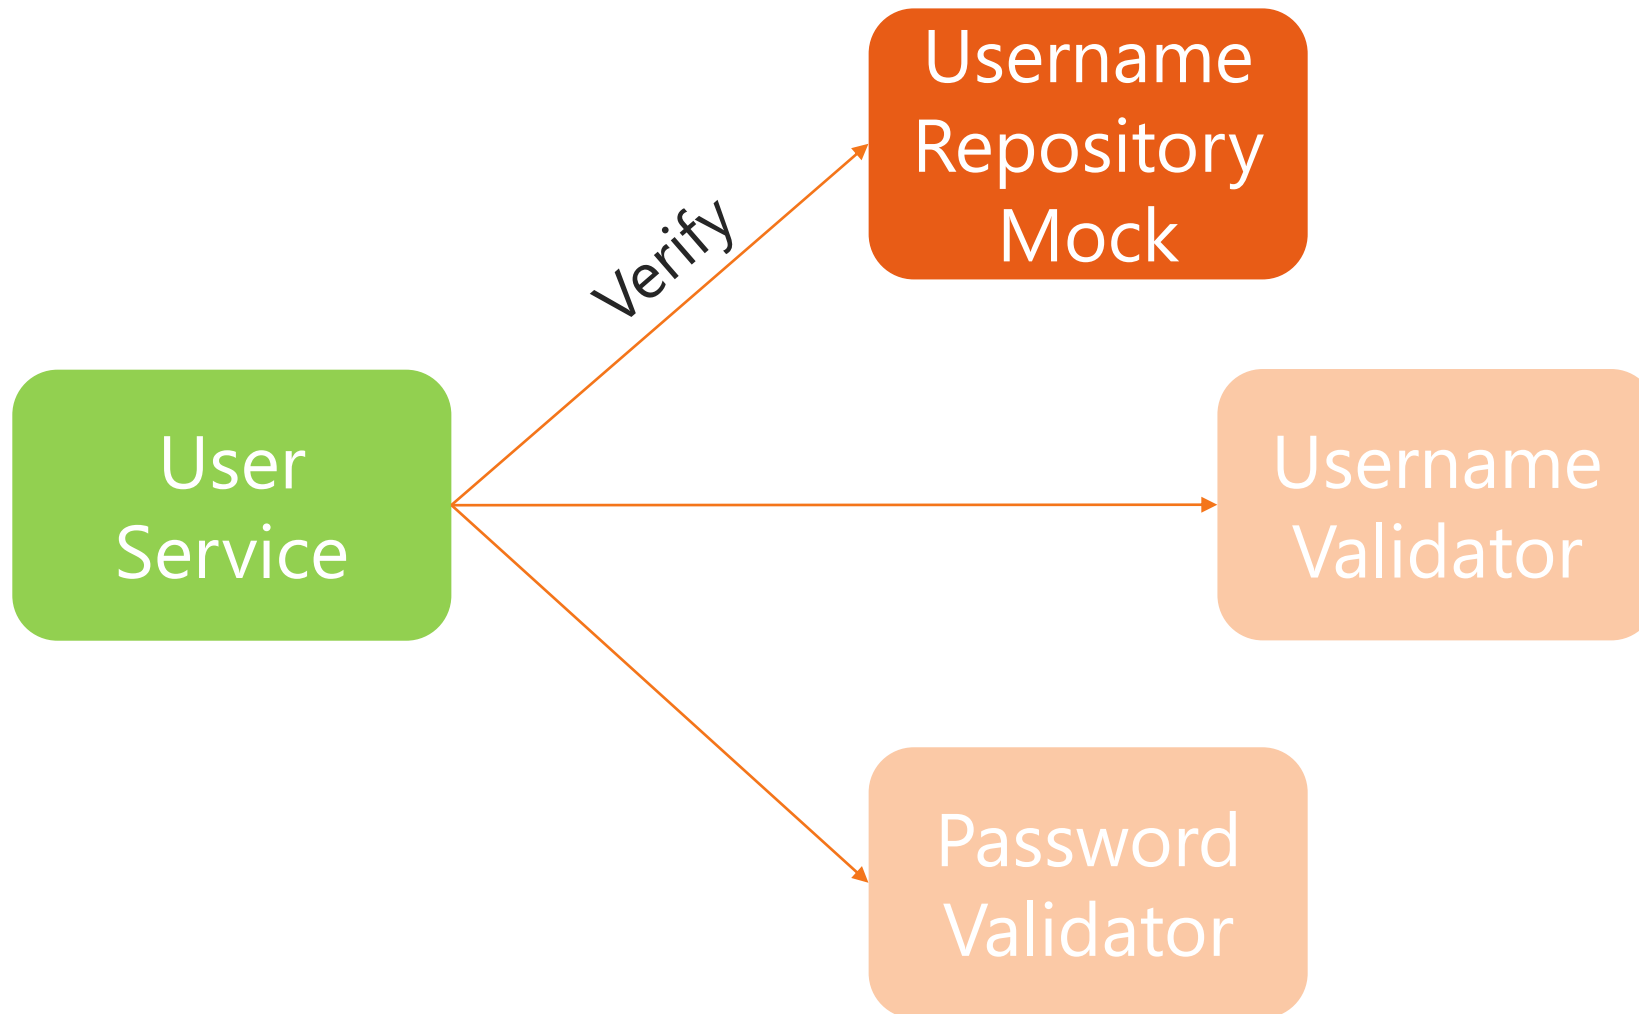 Username
Repository
Mock
Verify
User
Service
Username
Validator
Password
Validator